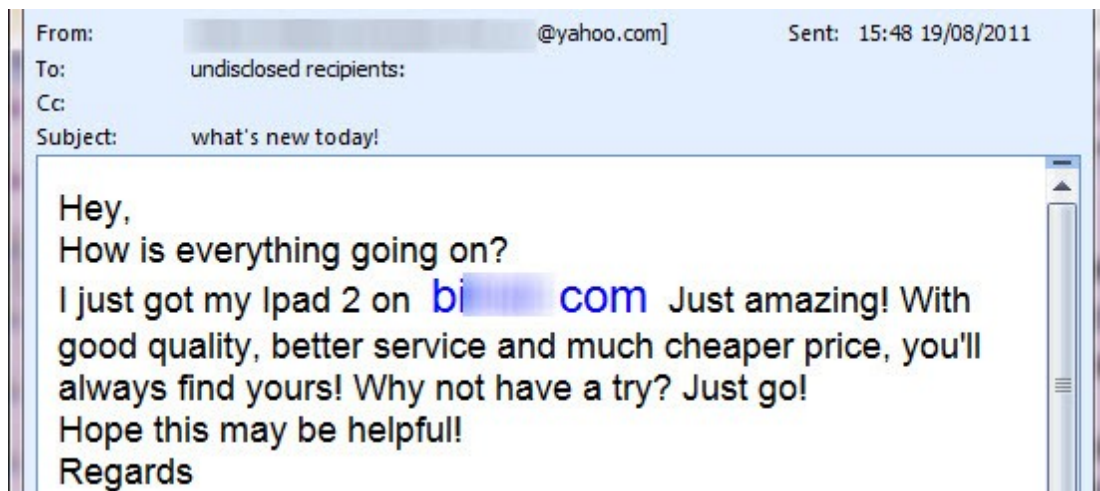 From: @yahoo.com] Sent: 15:48 19/08/2011
To: undisclosed recipients:
Cc:
Subject: what's new today!
Hey,
How is everything going on?
I just got my Ipad 2 on com Just amazing! With
good quality, better service and much cheaper price, you'll
always find yours! Why not have a try? Just go!
Hope this may be helpful!
Regards